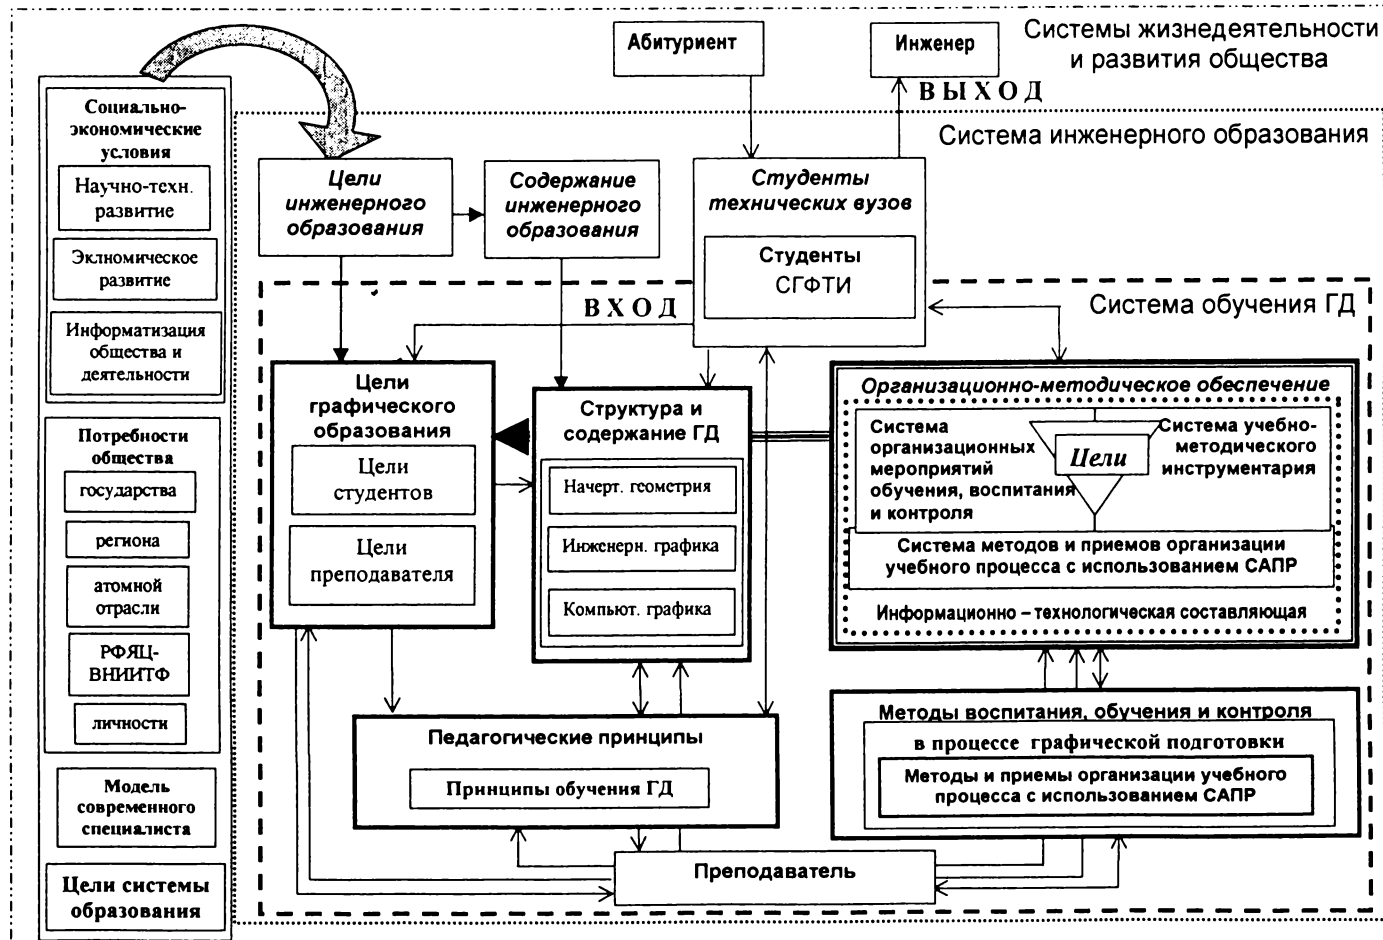 Системы жизнедеятельности
и развития общества
Абитуриент
Инженер
ВЫХОД
Система инженерного образования
Социально-
экономические
условия
Научно-техн.
развитие
Эклномическое
развитие
Информатизация
общества и
деятельности
Потребности
общества
государства
региона
атомной
отрасли
РФЯЦ-
ВНИИТФ
личности
Модель
современного
специалиста
Цели системы
образования
Цели
инженерного
образования
Содержание
инженерного
образования
Студенты
технических вузов
Студенты
СГФТИ
ВХОД
Система обучения ГД
Цели
графического
образования
Цели
студентов
Цели
преподавателя
Структура и
содержание ГД
Начерт. геометрия
Инженерн. графика
Компьют. графика
Организационно-методическое обеспечение
Система
организационных
мероприятий
обучения, воспитания
и контроля
Цели
Система учебно-
методического
инструментария
Система методов и приемов организации
учебного процесса с использованием САПР
Информационно – технологическая составляющая
Педагогические принципы
Принципы обучения ГД
Методы воспитания, обучения и контроля
в процессе графической подготовки
Методы и приемы организации учебного
процесса с использованием САПР
Преподаватель